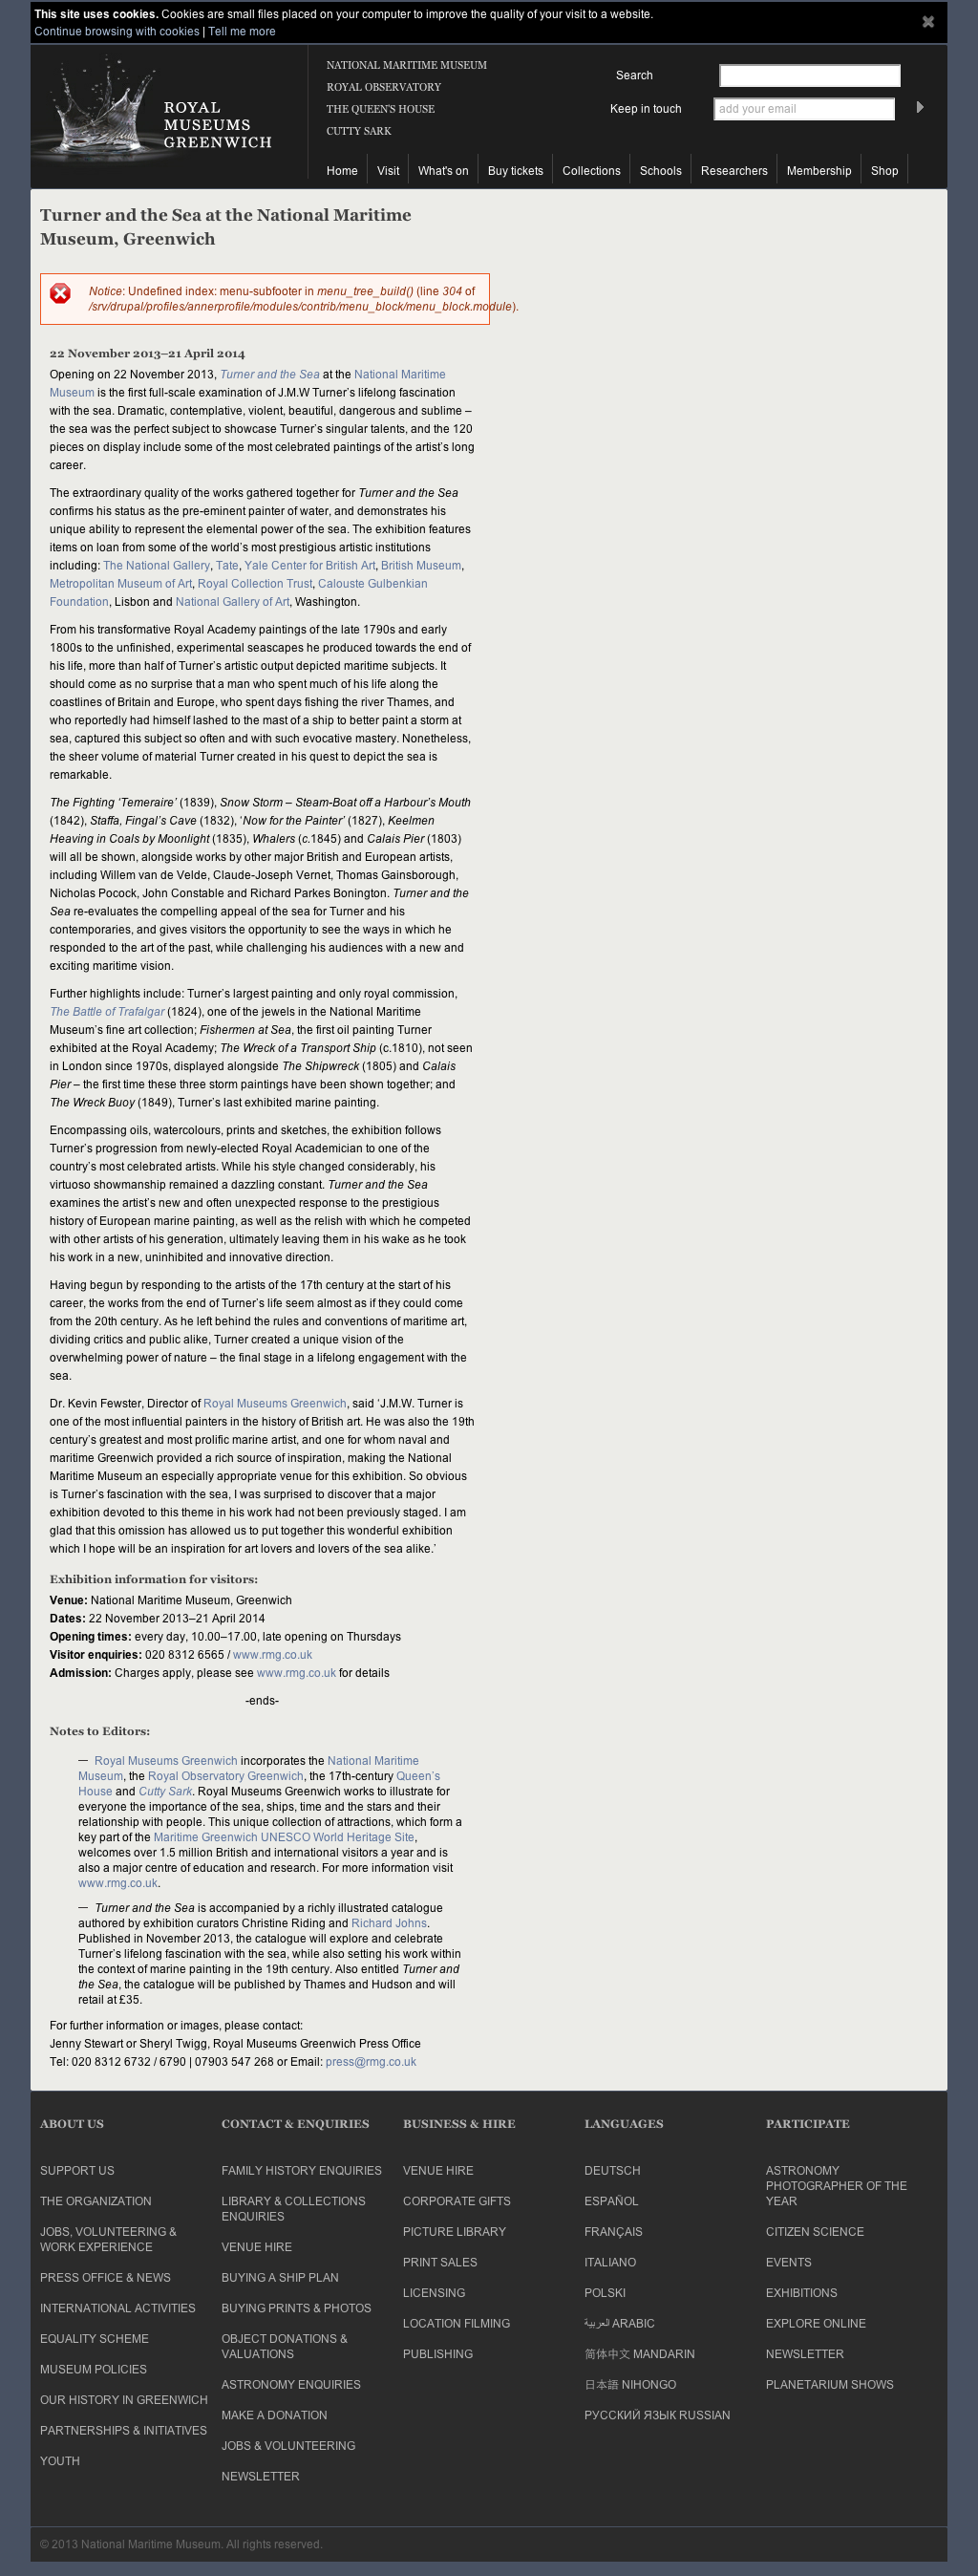 This site uses cookies. Cookies are small files placed on your computer to improve the quality of your visit to a website.
Continue browsing with cookies | Tell me more
ROYAL
MUSEUMS
GREENWICH
NATIONAL MARITIME MUSEUM
ROYAL OBSERVATORY
THE QUEEN'S HOUSE
CUTTY SARK
Search
Keep in touch add your email
Home Visit What's on Buy tickets Collections Schools Researchers Membership Shop
Turner and the Sea at the National Maritime
Museum, Greenwich
Notice: Undefined index: menu-subfooter in menu_tree_build() (line 304 of
/srv/drupal/profiles/annerprofile/modules/contrib/menu_block/menu_block.module).
22 November 2013–21 April 2014
Opening on 22 November 2013, Turner and the Sea at the National Maritime
Museum is the first full-scale examination of J.M.W Turner’s lifelong fascination
with the sea. Dramatic, contemplative, violent, beautiful, dangerous and sublime –
the sea was the perfect subject to showcase Turner’s singular talents, and the 120
pieces on display include some of the most celebrated paintings of the artist’s long
career.
The extraordinary quality of the works gathered together for Turner and the Sea
confirms his status as the pre-eminent painter of water, and demonstrates his
unique ability to represent the elemental power of the sea. The exhibition features
items on loan from some of the world’s most prestigious artistic institutions
including: The National Gallery, Tate, Yale Center for British Art, British Museum,
Metropolitan Museum of Art, Royal Collection Trust, Calouste Gulbenkian
Foundation, Lisbon and National Gallery of Art, Washington.
From his transformative Royal Academy paintings of the late 1790s and early
1800s to the unfinished, experimental seascapes he produced towards the end of
his life, more than half of Turner’s artistic output depicted maritime subjects. It
should come as no surprise that a man who spent much of his life along the
coastlines of Britain and Europe, who spent days fishing the river Thames, and
who reportedly had himself lashed to the mast of a ship to better paint a storm at
sea, captured this subject so often and with such evocative mastery. Nonetheless,
the sheer volume of material Turner created in his quest to depict the sea is
remarkable.
The Fighting ‘Temeraire’ (1839), Snow Storm – Steam-Boat off a Harbour’s Mouth
(1842), Staffa, Fingal’s Cave (1832), ‘Now for the Painter’ (1827), Keelmen
Heaving in Coals by Moonlight (1835), Whalers (c.1845) and Calais Pier (1803)
will all be shown, alongside works by other major British and European artists,
including Willem van de Velde, Claude-Joseph Vernet, Thomas Gainsborough,
Nicholas Pocock, John Constable and Richard Parkes Bonington. Turner and the
Sea re-evaluates the compelling appeal of the sea for Turner and his
contemporaries, and gives visitors the opportunity to see the ways in which he
responded to the art of the past, while challenging his audiences with a new and
exciting maritime vision.
Further highlights include: Turner’s largest painting and only royal commission,
The Battle of Trafalgar (1824), one of the jewels in the National Maritime
Museum’s fine art collection; Fishermen at Sea, the first oil painting Turner
exhibited at the Royal Academy; The Wreck of a Transport Ship (c.1810), not seen
in London since 1970s, displayed alongside The Shipwreck (1805) and Calais
Pier – the first time these three storm paintings have been shown together; and
The Wreck Buoy (1849), Turner’s last exhibited marine painting.
Encompassing oils, watercolours, prints and sketches, the exhibition follows
Turner’s progression from newly-elected Royal Academician to one of the
country’s most celebrated artists. While his style changed considerably, his
virtuoso showmanship remained a dazzling constant. Turner and the Sea
examines the artist’s new and often unexpected response to the prestigious
history of European marine painting, as well as the relish with which he competed
with other artists of his generation, ultimately leaving them in his wake as he took
his work in a new, uninhibited and innovative direction.
Having begun by responding to the artists of the 17th century at the start of his
career, the works from the end of Turner’s life seem almost as if they could come
from the 20th century. As he left behind the rules and conventions of maritime art,
dividing critics and public alike, Turner created a unique vision of the
overwhelming power of nature – the final stage in a lifelong engagement with the
sea.
Dr. Kevin Fewster, Director of Royal Museums Greenwich, said ‘J.M.W. Turner is
one of the most influential painters in the history of British art. He was also the 19th
century’s greatest and most prolific marine artist, and one for whom naval and
maritime Greenwich provided a rich source of inspiration, making the National
Maritime Museum an especially appropriate venue for this exhibition. So obvious
is Turner’s fascination with the sea, I was surprised to discover that a major
exhibition devoted to this theme in his work had not been previously staged. I am
glad that this omission has allowed us to put together this wonderful exhibition
which I hope will be an inspiration for art lovers and lovers of the sea alike.’
Exhibition information for visitors:
Venue: National Maritime Museum, Greenwich
Dates: 22 November 2013–21 April 2014
Opening times: every day, 10.00–17.00, late opening on Thursdays
Visitor enquiries: 020 8312 6565 / www.rmg.co.uk
Admission: Charges apply, please see www.rmg.co.uk for details
-ends-
Notes to Editors:
— Royal Museums Greenwich incorporates the National Maritime
Museum, the Royal Observatory Greenwich, the 17th-century Queen’s
House and Cutty Sark. Royal Museums Greenwich works to illustrate for
everyone the importance of the sea, ships, time and the stars and their
relationship with people. This unique collection of attractions, which form a
key part of the Maritime Greenwich UNESCO World Heritage Site,
welcomes over 1.5 million British and international visitors a year and is
also a major centre of education and research. For more information visit
www.rmg.co.uk.
— Turner and the Sea is accompanied by a richly illustrated catalogue
authored by exhibition curators Christine Riding and Richard Johns.
Published in November 2013, the catalogue will explore and celebrate
Turner’s lifelong fascination with the sea, while also setting his work within
the context of marine painting in the 19th century. Also entitled Turner and
the Sea, the catalogue will be published by Thames and Hudson and will
retail at £35.
For further information or images, please contact:
Jenny Stewart or Sheryl Twigg, Royal Museums Greenwich Press Office
Tel: 020 8312 6732 / 6790 | 07903 547 268 or Email: press@rmg.co.uk
ABOUT US
SUPPORT US
THE ORGANIZATION
JOBS, VOLUNTEERING &
WORK EXPERIENCE
PRESS OFFICE & NEWS
INTERNATIONAL ACTIVITIES
EQUALITY SCHEME
MUSEUM POLICIES
OUR HISTORY IN GREENWICH
PARTNERSHIPS & INITIATIVES
YOUTH
CONTACT & ENQUIRIES
FAMILY HISTORY ENQUIRIES
LIBRARY & COLLECTIONS
ENQUIRIES
VENUE HIRE
BUYING A SHIP PLAN
BUYING PRINTS & PHOTOS
OBJECT DONATIONS &
VALUATIONS
ASTRONOMY ENQUIRIES
MAKE A DONATION
JOBS & VOLUNTEERING
NEWSLETTER
BUSINESS & HIRE
VENUE HIRE
CORPORATE GIFTS
PICTURE LIBRARY
PRINT SALES
LICENSING
LOCATION FILMING
PUBLISHING
LANGUAGES
DEUTSCH
ESPAÑOL
FRANÇAIS
ITALIANO
POLSKI
العربية ARABIC
简体中文 MANDARIN
日本語 NIHONGO
РУССКИЙ ЯЗЫК RUSSIAN
PARTICIPATE
ASTRONOMY
PHOTOGRAPHER OF THE
YEAR
CITIZEN SCIENCE
EVENTS
EXHIBITIONS
EXPLORE ONLINE
NEWSLETTER
PLANETARIUM SHOWS
© 2013 National Maritime Museum. All rights reserved.